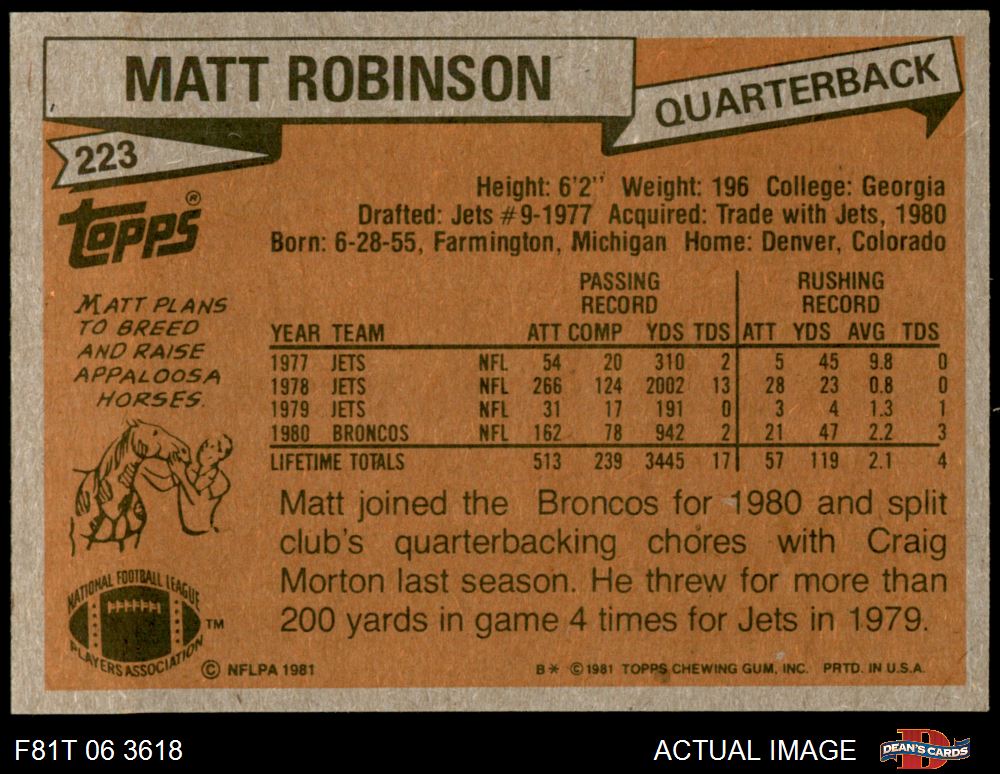 MATT ROBINSON
QUARTERBACK
223
TOPPS®
Height: 6'2" Weight: 196 College: Georgia
Drafted: Jets #9-1977 Acquired: Trade with Jets, 1980
Born: 6-28-55, Farmington, Michigan Home: Denver, Colorado
MATT PLANS
TO BREED
AND RAISE
APPALOOSA
HORSES.
PASSING RECORD RUSHING RECORD
YEAR TEAM ATT COMP YDS TDS ATT YDS AVG TDS
1977 JETS NFL 54 20 310 2 5 45 9.8 0
1978 JETS NFL 266 124 2002 13 28 23 0.8 0
1979 JETS NFL 31 17 191 0 3 4 1.3 1
1980 BRONCOS NFL 162 78 942 2 21 47 2.2 3
LIFETIME TOTALS 513 239 3445 17 57 119 2.1 4
Matt joined the Broncos for 1980 and split
club's quarterbacking chores with Craig
Morton last season. He threw for more than
200 yards in game 4 times for Jets in 1979.
NATIONAL FOOTBALL LEAGUE
PLAYERS ASSOCIATION
TM
© NFLPA 1981
B* © 1981 TOPPS CHEWING GUM, INC. PRTD. IN U.S.A.
F81T 06 3618
ACTUAL IMAGE
DEAN'S CARDS